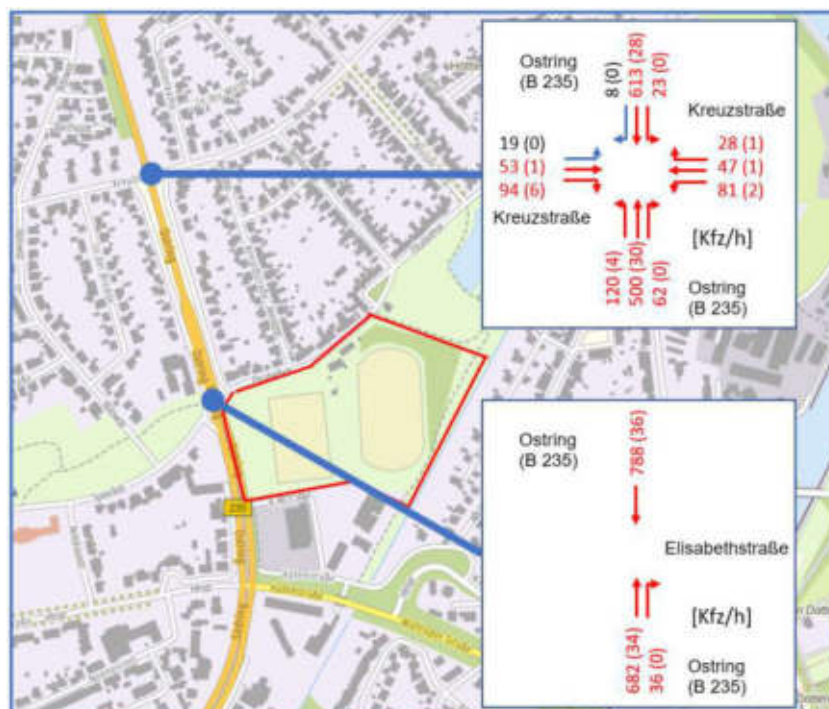 Ostring
(B 235)
8 (0)
613 (28)
23 (0)
Kreuzstraße
19 (0)
53 (1)
94 (6)
28 (1)
47 (1)
81 (2)
Kreuzstraße
[Kfz/h]
120 (4)
500 (30)
62 (0)
Ostring
(B 235)
Ostring
(B 235)
788 (36)
Elisabethstraße
[Kfz/h]
682 (34)
36 (0)
Ostring
(B 235)
Ostring
235
Ostring